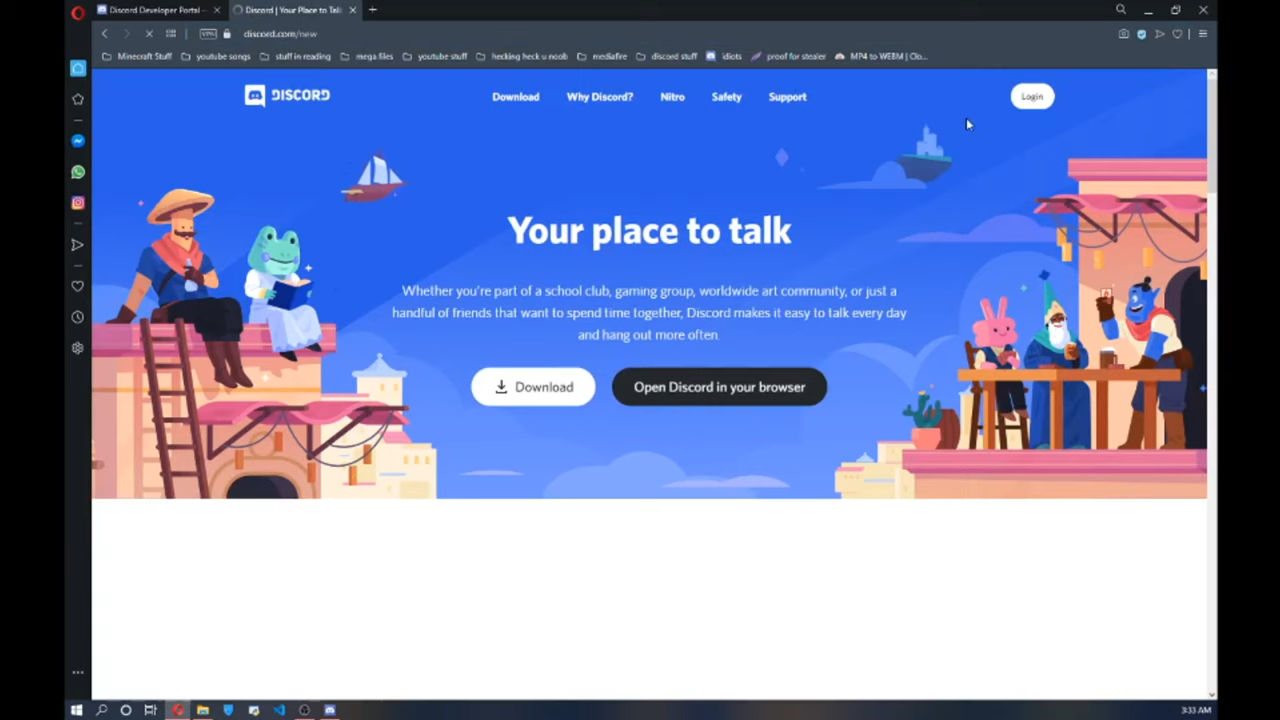 Discord Developer Portal –
Discord | Your Place to Tal
VPN
discord.com/new
Minecraft Stuff
youtube songs
stuff in reading
mega files
youtube stuff
hecking heck u noob
mediafire
discord stuff
idiots
proof for stealer
MP4 to WEBM | Clo...
DISCORD
Download
Why Discord?
Nitro
Safety
Support
Login
Your place to talk
Whether you're part of a school club, gaming group, worldwide art community, or just a
handful of friends that want to spend time together, Discord makes it easy to talk every day
and hang out more often.
Download
Open Discord in your browser
3:33 AM